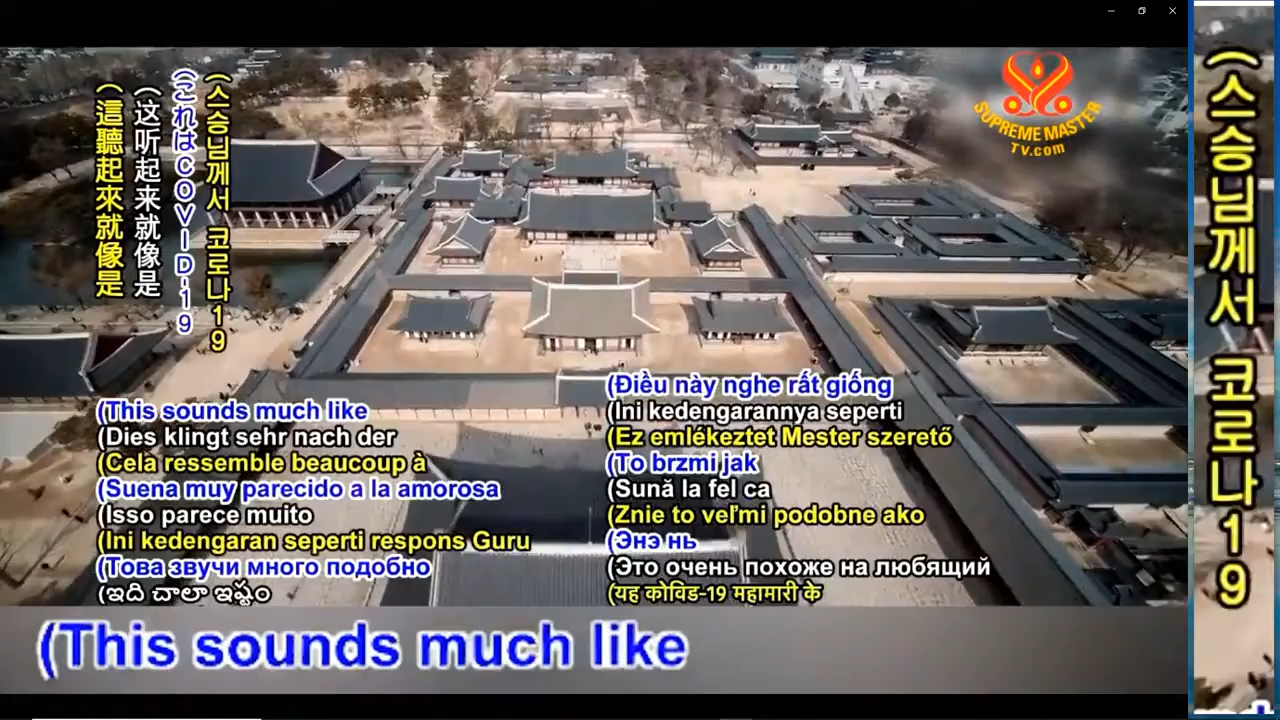 (스승님께서 코로나19
(これはCOVID-19
(这听起来就像是
(這聽起來就像是
SUPREME MASTER
TV.com
(This sounds much like
(Dies klingt sehr nach der
(Cela ressemble beaucoup à
(Suena muy parecido a la amorosa
(Isso parece muito
(Ini kedengaran seperti respons Guru
(Това звучи много подобно
(ఇది చాలా ఇష్టం
(Điều này nghe rất giống
(Ini kedengarannya seperti
(Ez emlékeztet Mester szerető
(To brzmi jak
(Sună la fel ca
(Znie to veľmi podobne ako
(Энэ нь
(Это очень похоже на любящий
(यह कोविड-19 महामारी के
(This sounds much like
(스승님께서 코로나19